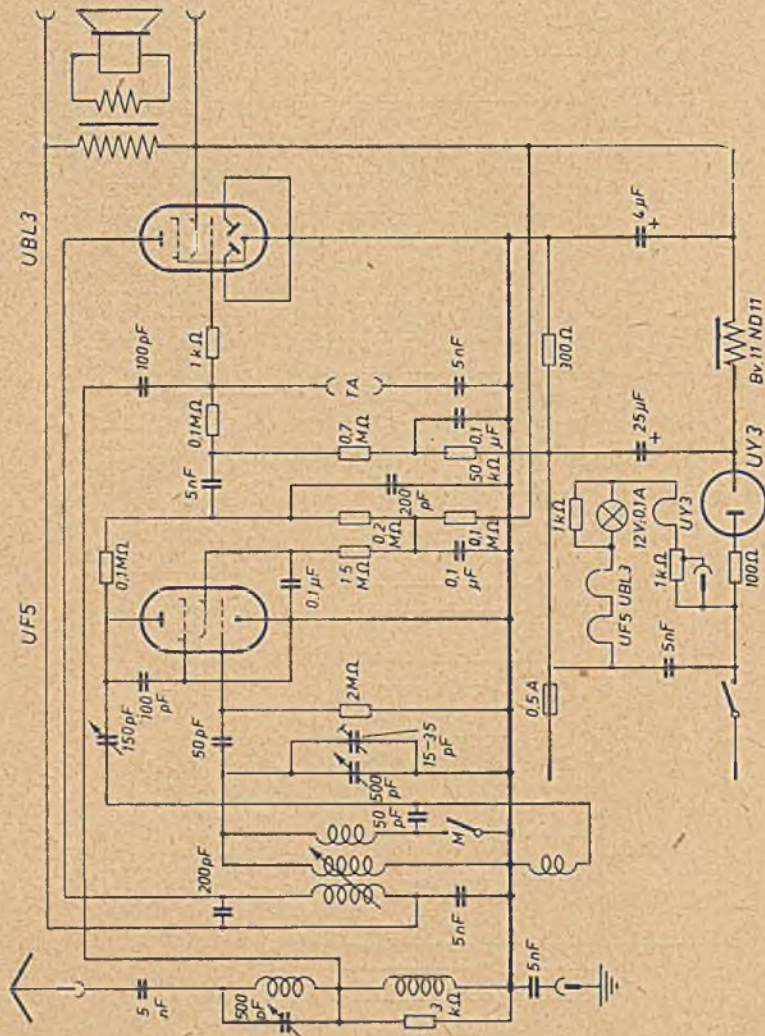 UF5
UBL3
5
nF
500
pF
3
kΩ
5nF
200pF
5nF
50
pF
M
500
pF
15-35
pF
150pF
100
pF
50pF
2MΩ
0,1MΩ
0,1µF
1,5
MΩ
0,1
µF
0,2
MΩ
0,1
MΩ
200
pF
5nF
0,1MΩ
0,7
MΩ
50
kΩ
0,1
µF
100pF
1kΩ
TA
5nF
300Ω
4µF
+
25µF
+
Bv.11 ND11
UY3
100Ω
0,5A
5nF
UF5 UBL3
1kΩ
12V:0,1A
1kΩ
UY3